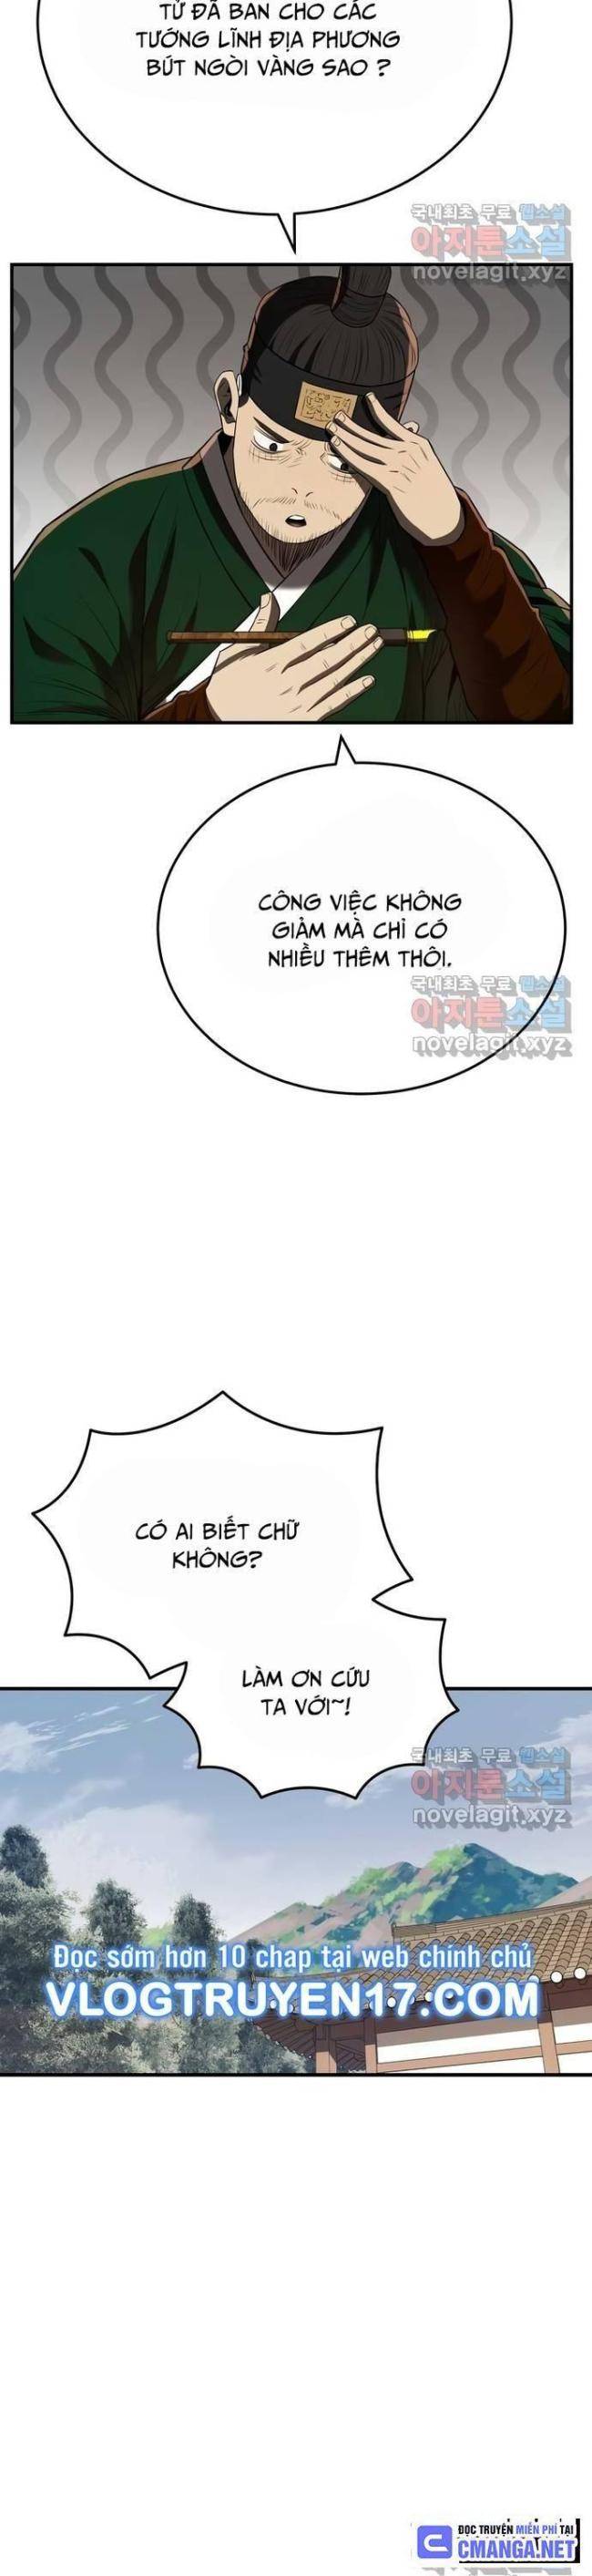 TỬ ĐÃ BAN CHO CÁC
TƯỚNG LĨNH ĐỊA PHƯƠNG
BÚT NGÒI VÀNG SAO ?
국내최초 무료 웹소설
아지툰소설
novelagit.xyz
CÔNG VIỆC KHÔNG
GIẢM MÀ CHỈ CÓ
NHIỀU THÊM THÔI.
국내최초 무료 웹소설
아지툰소설
novelagit.xyz
CÓ AI BIẾT CHỮ
KHÔNG?
LÀM ƠN CỨU
TA VỚI~!
국내최초 무료 웹소설
아지툰소설
novelagit.xyz
Đọc sớm hơn 10 chap tại web chính chủ
VLOGTRUYEN17.COM
ĐỌC TRUYỆN MIỄN PHÍ TẠI
CMANGA.NET